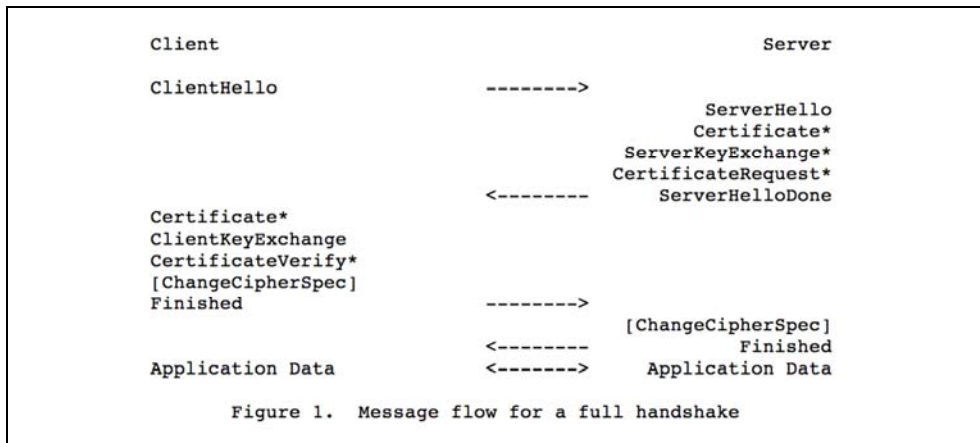 Client Server
ClientHello -------->
ServerHello
Certificate*
ServerKeyExchange*
CertificateRequest*
<-------- ServerHelloDone
Certificate*
ClientKeyExchange
CertificateVerify*
[ChangeCipherSpec]
Finished -------->
[ChangeCipherSpec]
<-------- Finished
Application Data <-------> Application Data
Figure 1. Message flow for a full handshake